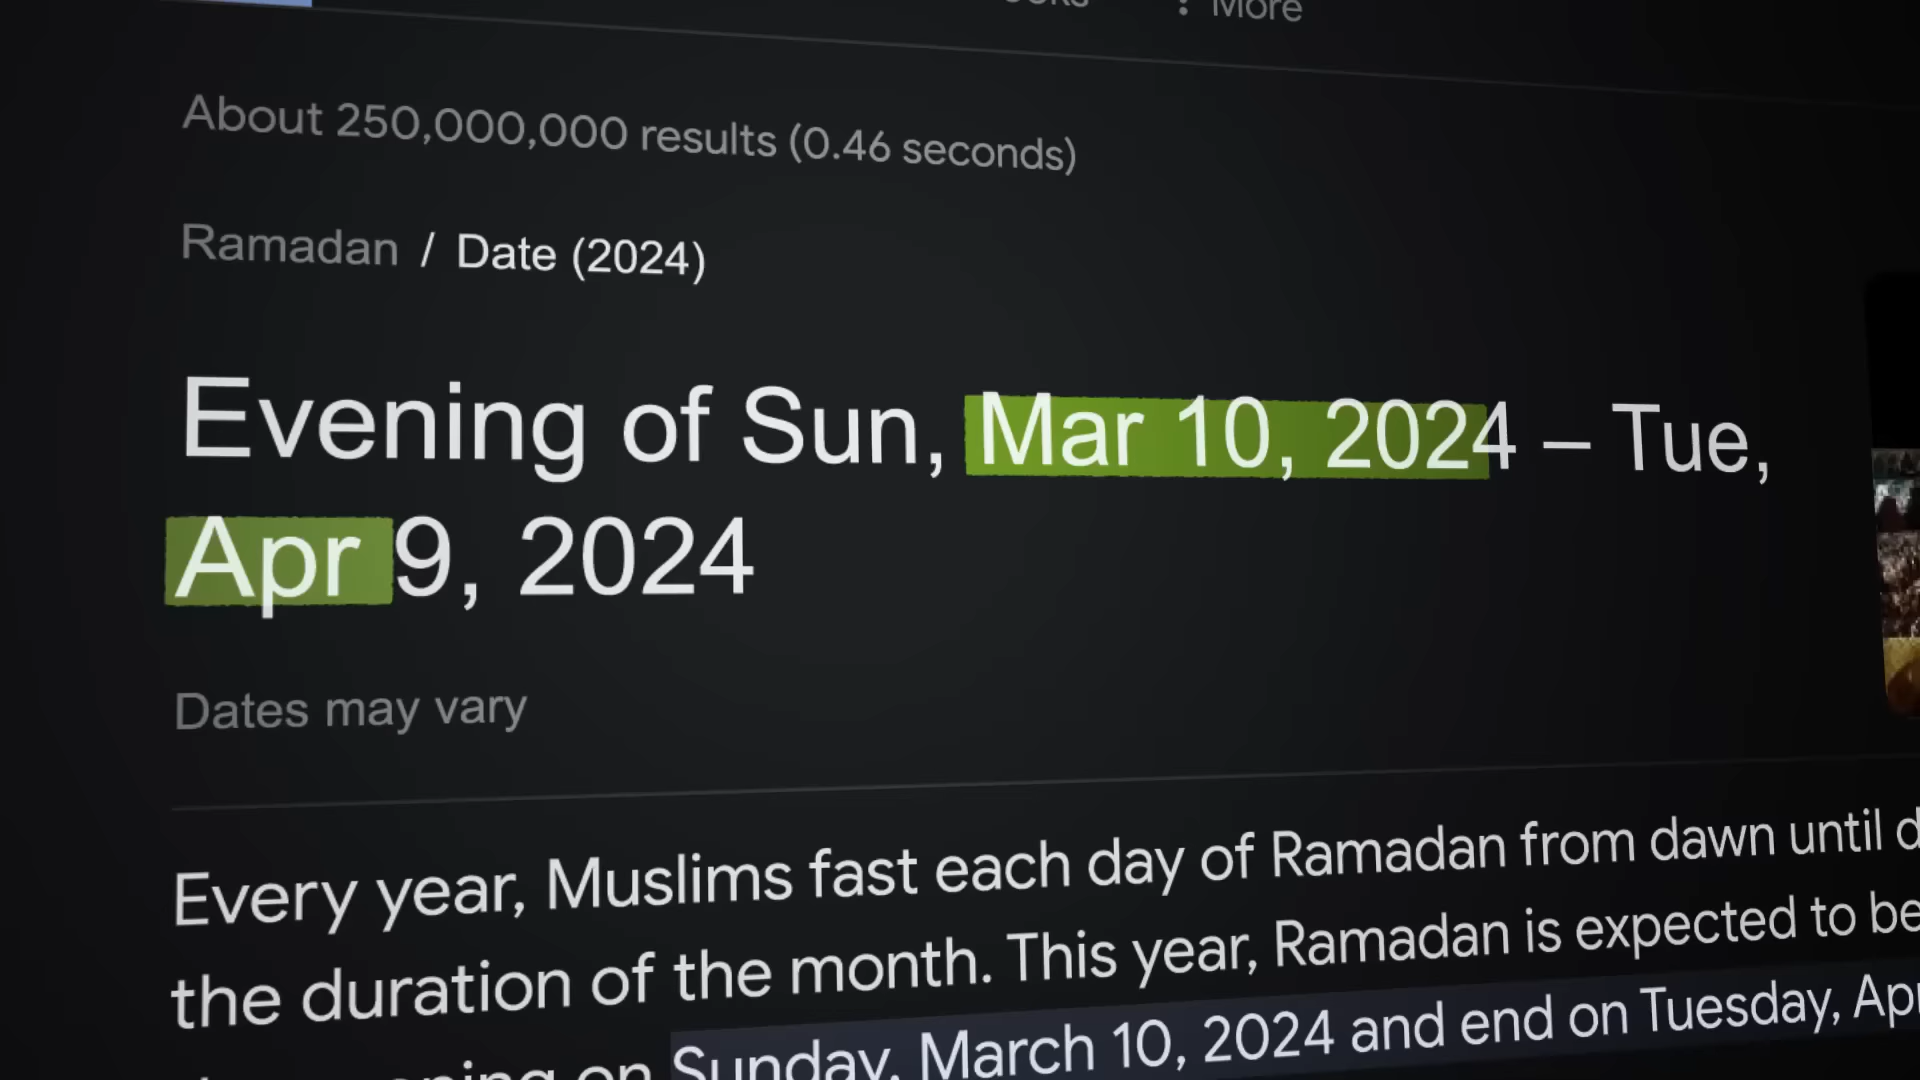 More
About 250,000,000 results (0.46 seconds)
Ramadan / Date (2024)
Evening of Sun, Mar 10, 2024 – Tue,
Apr 9, 2024
Dates may vary
Every year, Muslims fast each day of Ramadan from dawn until
the duration of the month. This year, Ramadan is expected to be
on Sunday, March 10, 2024 and end on Tuesday,